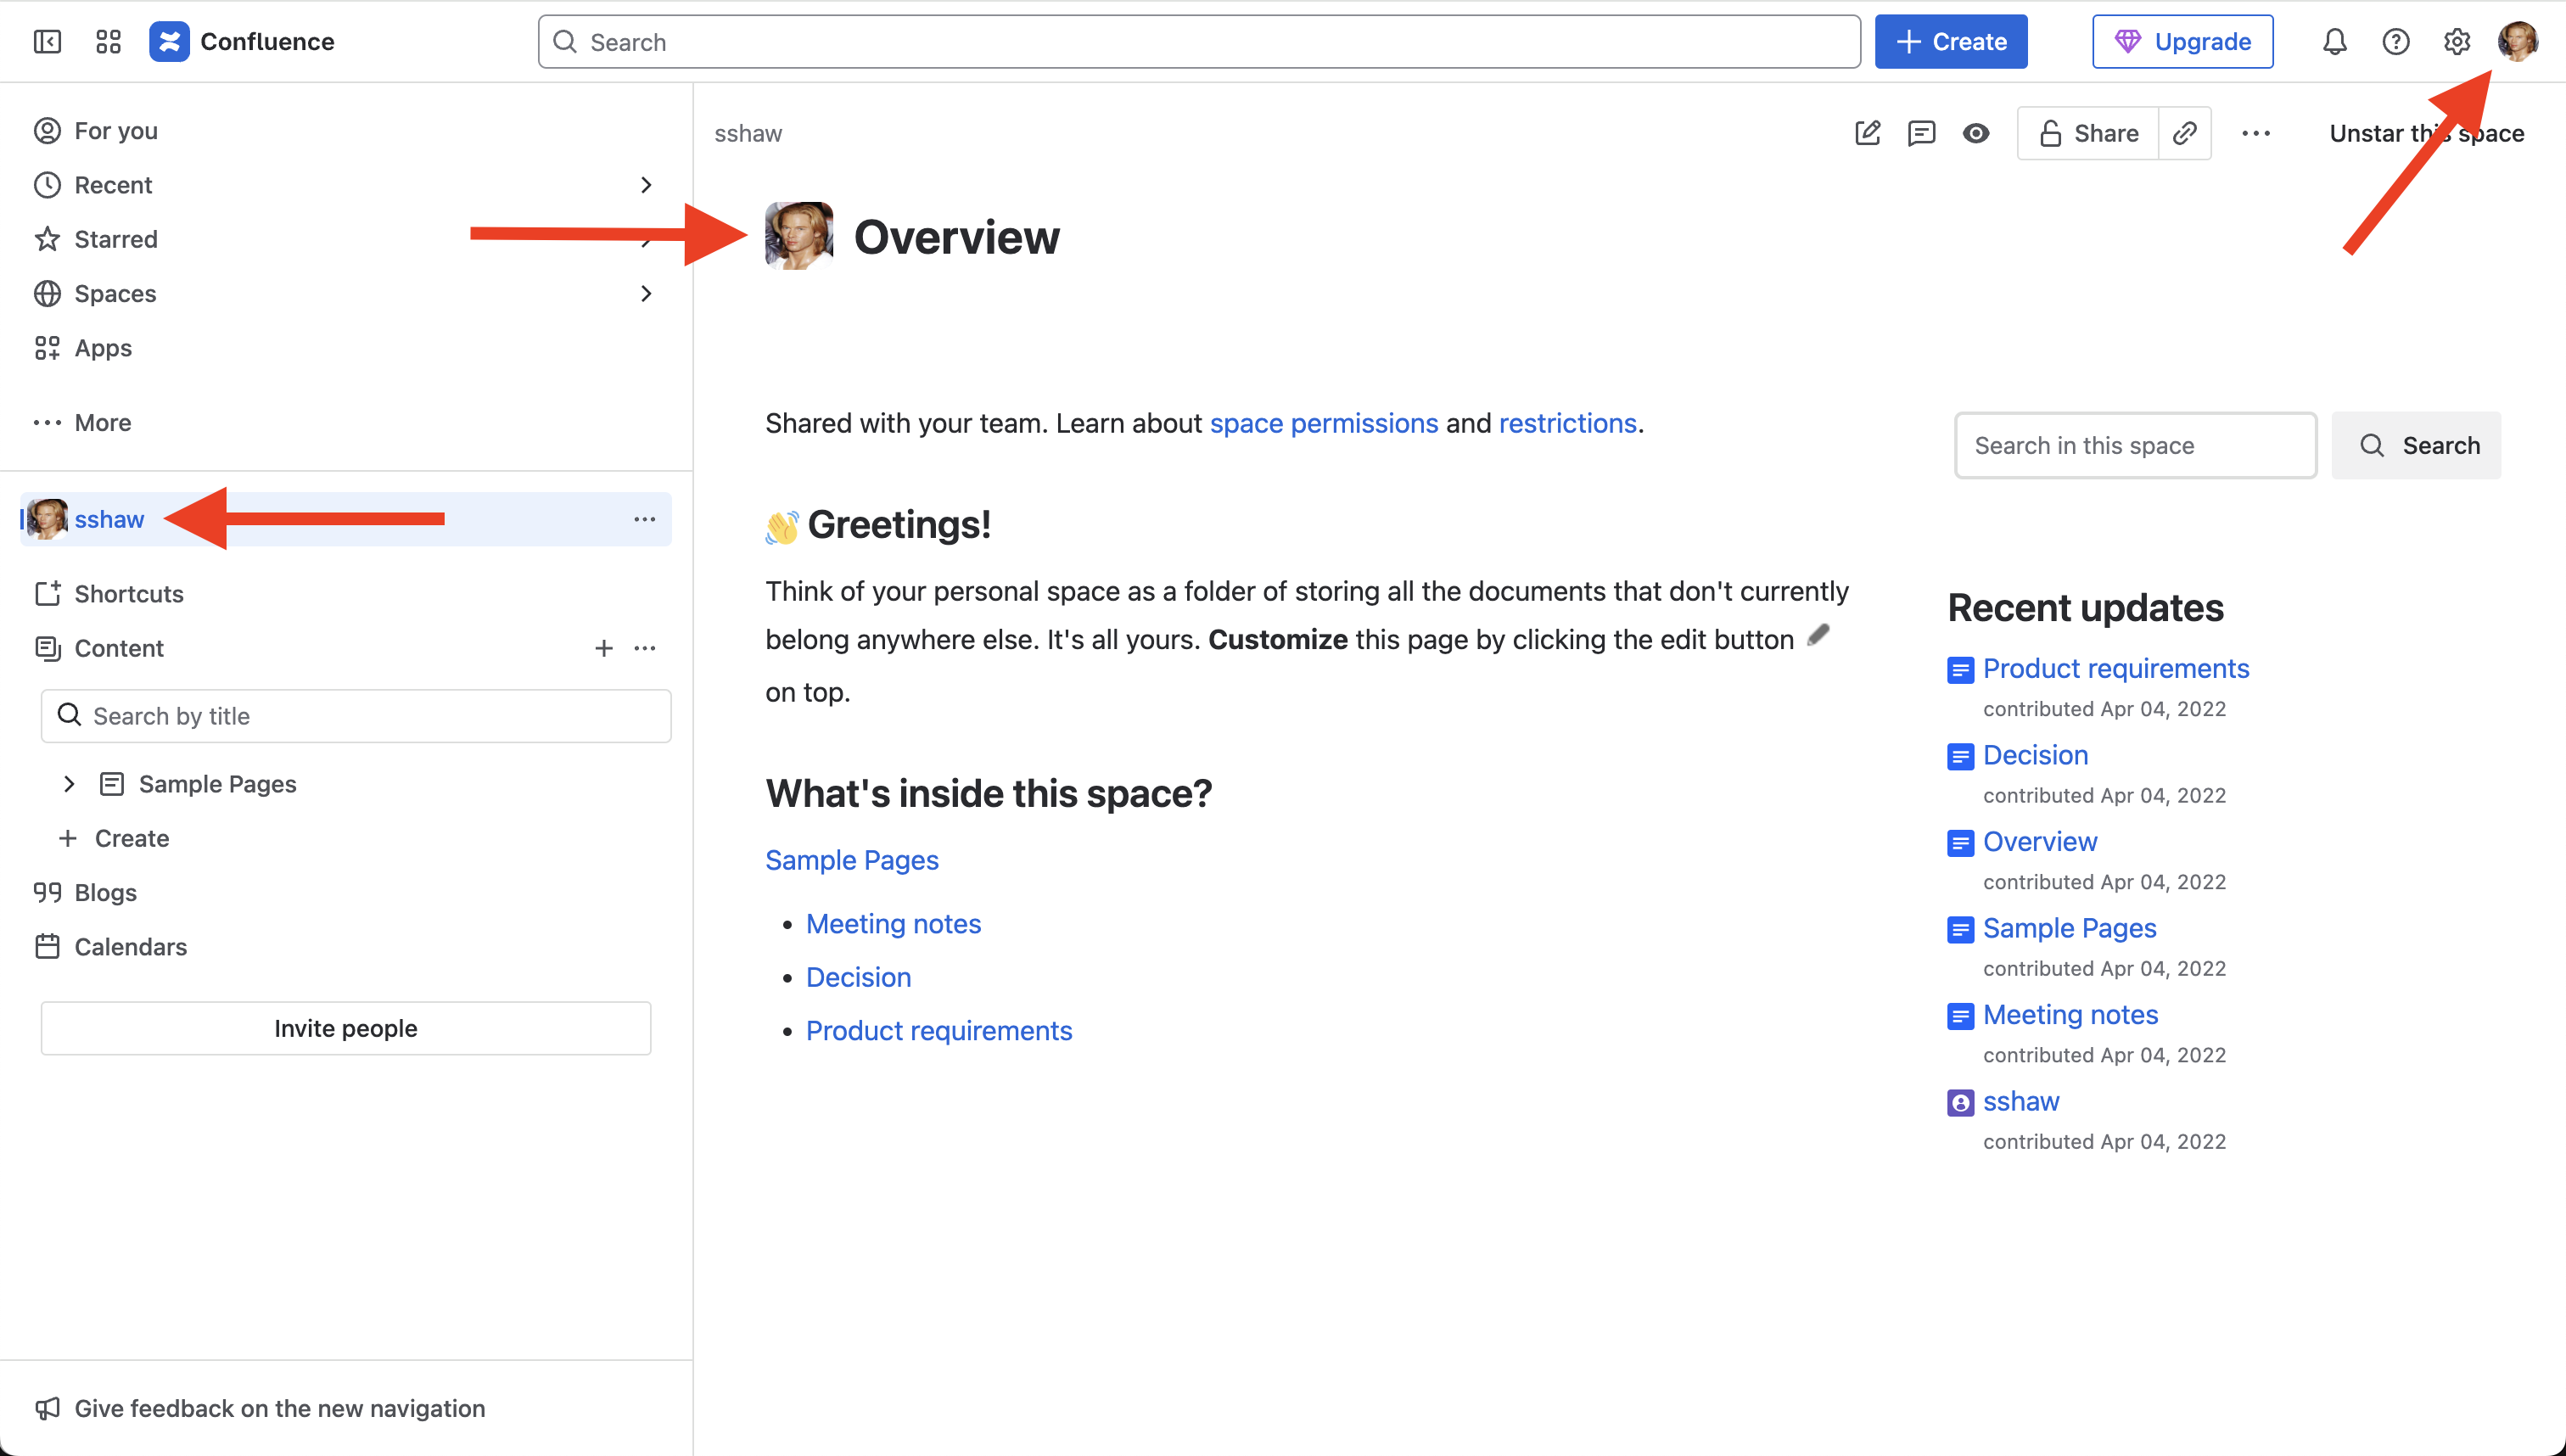 Confluence
Search
Create
Upgrade
For you
Recent
Starred
Spaces
Apps
More
sshaw
Shortcuts
Content
Search by title
Sample Pages
Create
Blogs
Calendars
Invite people
Give feedback on the new navigation
sshaw
Share
Unstar this space
Overview
Shared with your team. Learn about space permissions and restrictions.
Greetings!
Think of your personal space as a folder of storing all the documents that don't currently
belong anywhere else. It's all yours. Customize this page by clicking the edit button
on top.
What's inside this space?
Sample Pages
Meeting notes
Decision
Product requirements
Search in this space
Search
Recent updates
Product requirements
contributed Apr 04, 2022
Decision
contributed Apr 04, 2022
Overview
contributed Apr 04, 2022
Sample Pages
contributed Apr 04, 2022
Meeting notes
contributed Apr 04, 2022
sshaw
contributed Apr 04, 2022